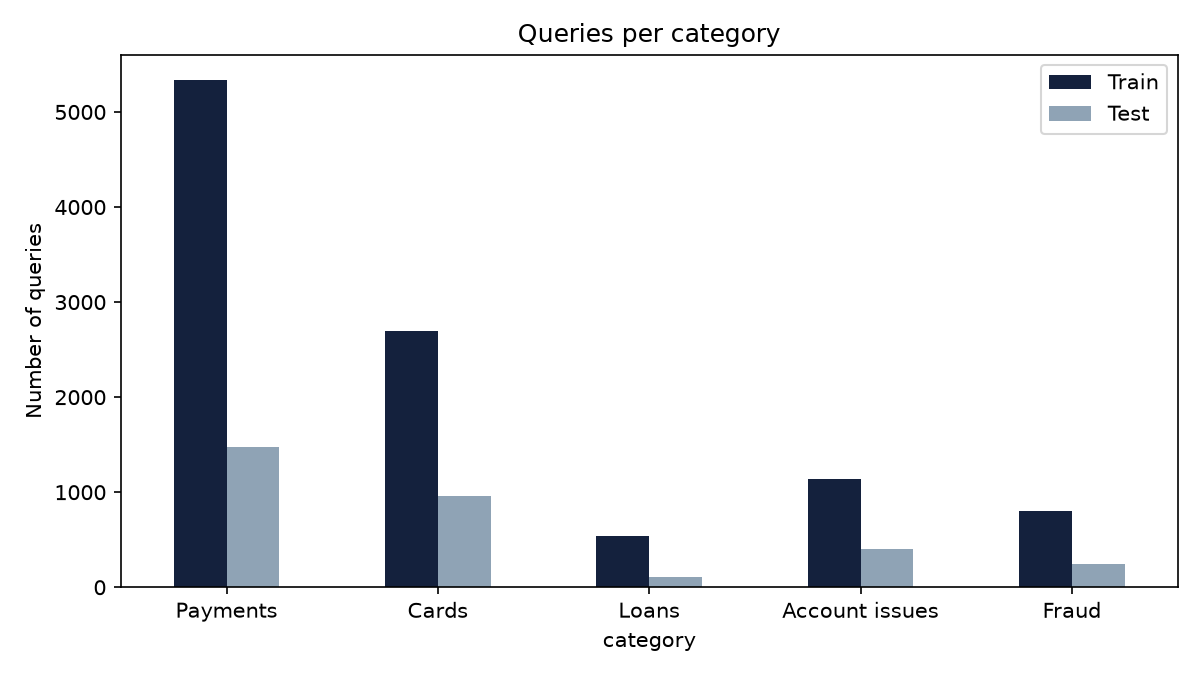 Queries per category
Train
Test
Number of queries
5000
4000
3000
2000
1000
0
Payments
Cards
Loans
Account issues
Fraud
category